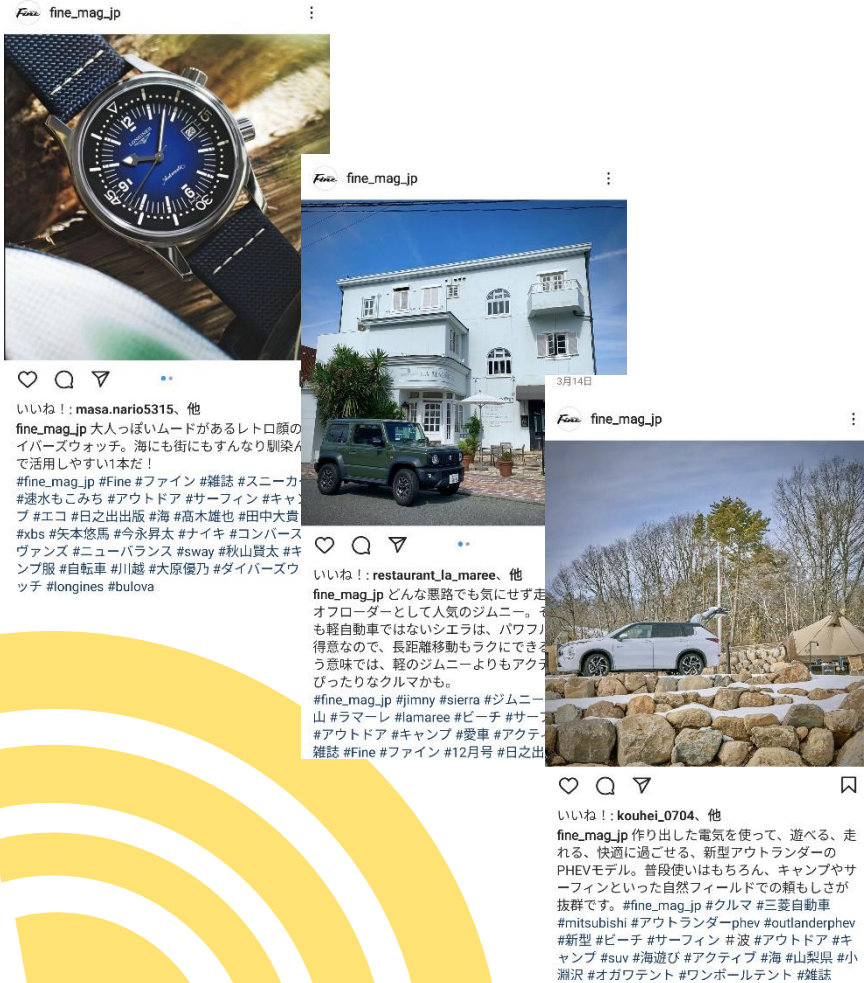 Fine fine_mag_jp
LONGINES
Automatic
12
15
30
45
いいね！: masa.nario5315、他
fine_mag_jp 大人っぽいムードがあるレトロ顔の
イバーズウォッチ。海にも街にもすんなり馴染ん
で活用しやすい1本だ！
#fine_mag_jp #Fine #ファイン #雑誌 #スニーカー
#速水もこみち #アウトドア #サーフィン #キャン
プ #エコ #日之出出版 #海 #髙木雄也 #田中大貴
#xbs #矢本悠馬 #今永昇太 #ナイキ #コンバース
ヴァンズ #ニューバランス #sway #秋山賢太 #キ
ンプ服 #自転車 #川越 #大原優乃 #ダイバーズウ
ッチ #longines #bulova
Fine fine_mag_jp
LA MAREE
いいね！: restaurant_la_maree、他
fine_mag_jp どんな悪路でも気にせず走
オフローダーとして人気のジムニー。そ
も軽自動車ではないシエラは、パワフル
得意なので、長距離移動もラクにできる
う意味では、軽のジムニーよりもアクテ
ぴったりなクルマかも。
#fine_mag_jp #jimny #sierra #ジムニー
山 #ラマーレ #lamaree #ビーチ #サーフ
#アウトドア #キャンプ #愛車 #アクティ
雑誌 #Fine #ファイン #12月号 #日之出
3月14日
Fine fine_mag_jp
いいね！: kouhei_0704、他
fine_mag_jp 作り出した電気を使って、遊べる、走
れる、快適に過ごせる、新型アウトランダーの
PHEVモデル。普段使いはもちろん、キャンプやサ
ーフィンといった自然フィールドでの頼もしさが
抜群です。#fine_mag_jp #クルマ #三菱自動車
#mitsubishi #アウトランダーphev #outlanderphev
#新型 #ビーチ #サーフィン ＃波 #アウトドア #キ
ャンプ #suv #海遊び #アクティブ #海 #山梨県 #小
淵沢 #オガワテント #ワンポールテント #雑誌